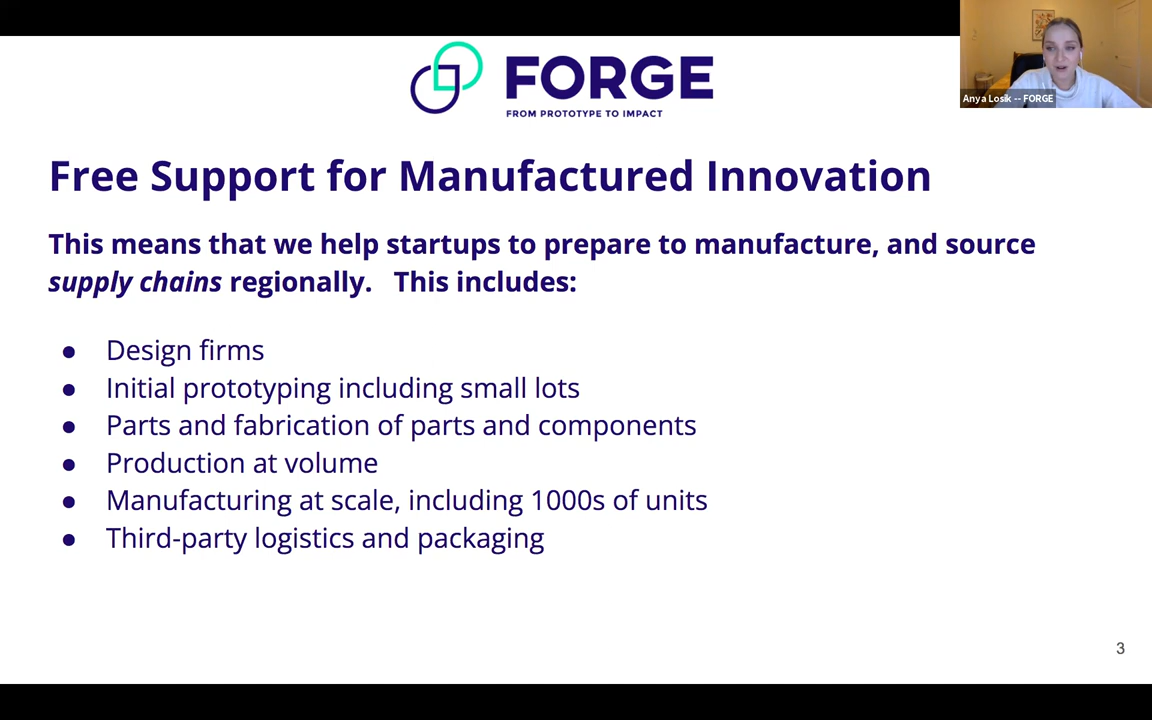 FORGE
FROM PROTOTYPE TO IMPACT
Anya Losik -- FORGE
Free Support for Manufactured Innovation
This means that we help startups to prepare to manufacture, and source
supply chains regionally. This includes:
● Design firms
● Initial prototyping including small lots
● Parts and fabrication of parts and components
● Production at volume
● Manufacturing at scale, including 1000s of units
● Third-party logistics and packaging
3